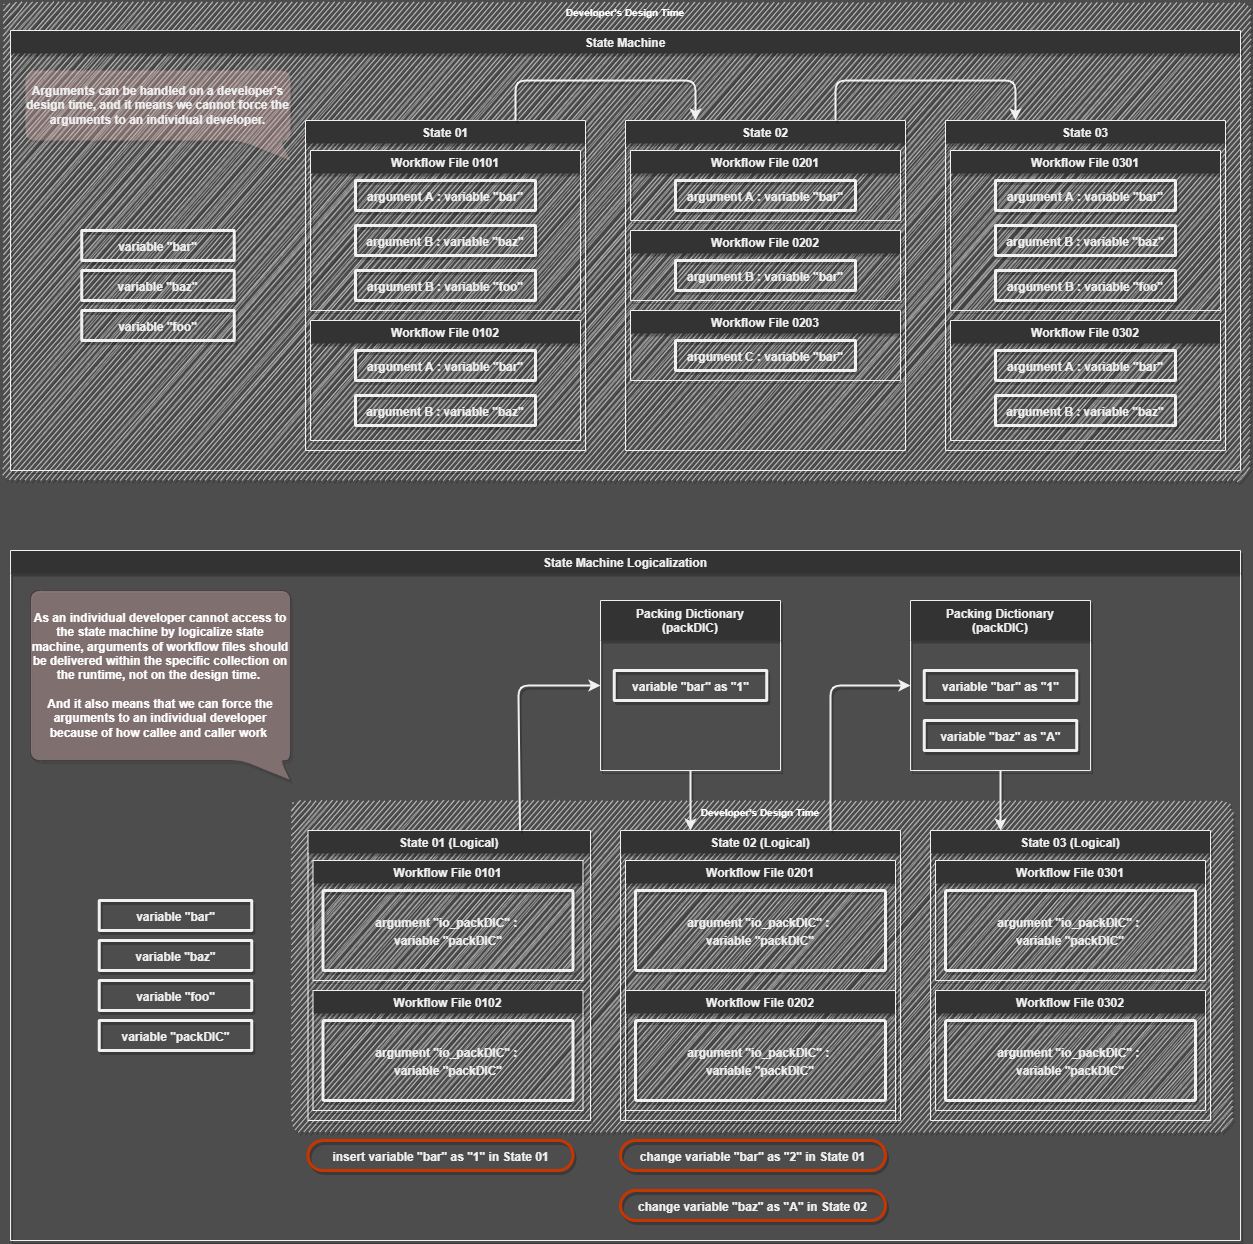 Developer's Design Time
State Machine
Arguments can be handled on a developer's
design time, and it means we cannot force the
arguments to an individual developer.
variable "bar"
variable "baz"
variable "foo"
State 01
Workflow File 0101
argument A : variable "bar"
argument B : variable "baz"
argument B : variable "foo"
Workflow File 0102
argument A : variable "bar"
argument B : variable "baz"
State 02
Workflow File 0201
argument A : variable "bar"
Workflow File 0202
argument B : variable "bar"
Workflow File 0203
argument C : variable "bar"
State 03
Workflow File 0301
argument A : variable "bar"
argument B : variable "baz"
argument B : variable "foo"
Workflow File 0302
argument A : variable "bar"
argument B : variable "baz"
State Machine Logicalization
As an individual developer cannot access to
the state machine by logicalize state
machine, arguments of workflow files should
be delivered within the specific collection on
the runtime, not on the design time.
And it also means that we can force the
arguments to an individual developer
because of how callee and caller work
Packing Dictionary
(packDIC)
variable "bar" as "1"
Packing Dictionary
(packDIC)
variable "bar" as "1"
variable "baz" as "A"
variable "bar"
variable "baz"
variable "foo"
variable "packDIC"
Developer's Design Time
State 01 (Logical)
Workflow File 0101
argument "io_packDIC" :
variable "packDIC"
Workflow File 0102
argument "io_packDIC" :
variable "packDIC"
State 02 (Logical)
Workflow File 0201
argument "io_packDIC" :
variable "packDIC"
Workflow File 0202
argument "io_packDIC" :
variable "packDIC"
State 03 (Logical)
Workflow File 0301
argument "io_packDIC" :
variable "packDIC"
Workflow File 0302
argument "io_packDIC" :
variable "packDIC"
insert variable "bar" as "1" in State 01
change variable "bar" as "2" in State 01
change variable "baz" as "A" in State 02